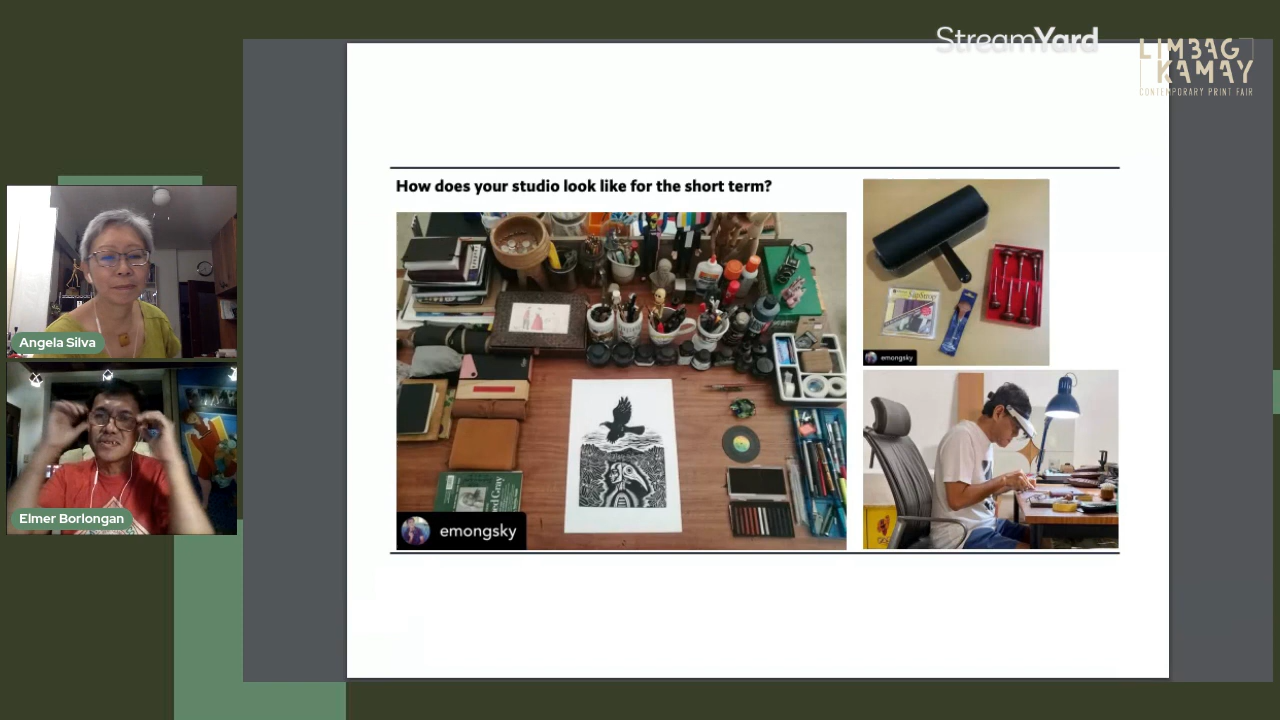 StreamYard
LIMBAG
KAMAY
CONTEMPORARY PRINT FAIR
How does your studio look like for the short term?
Angela Silva
Elmer Borlongan
emongsky
emongsky